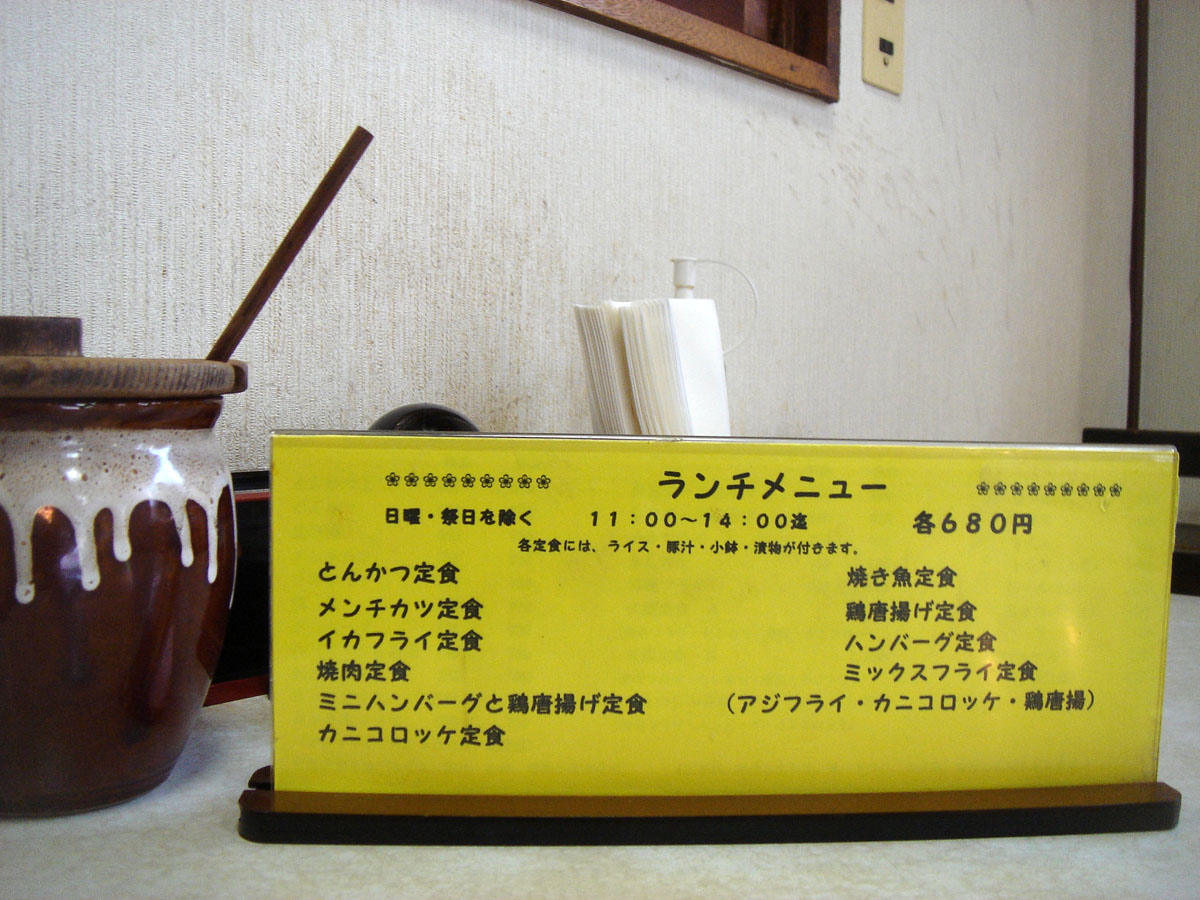 ❀❀❀❀❀❀❀❀❀ ランチメニュー ❀❀❀❀❀❀❀❀❀
日曜・祭日を除く 11:00～14:00迄 各680円
各定食には、ライス・豚汁・小鉢・漬物が付きます。
とんかつ定食
メンチカツ定食
イカフライ定食
焼肉定食
ミニハンバーグと鶏唐揚げ定食
カニコロッケ定食
焼き魚定食
鶏唐揚げ定食
ハンバーグ定食
ミックスフライ定食
(アジフライ・カニコロッケ・鶏唐揚)